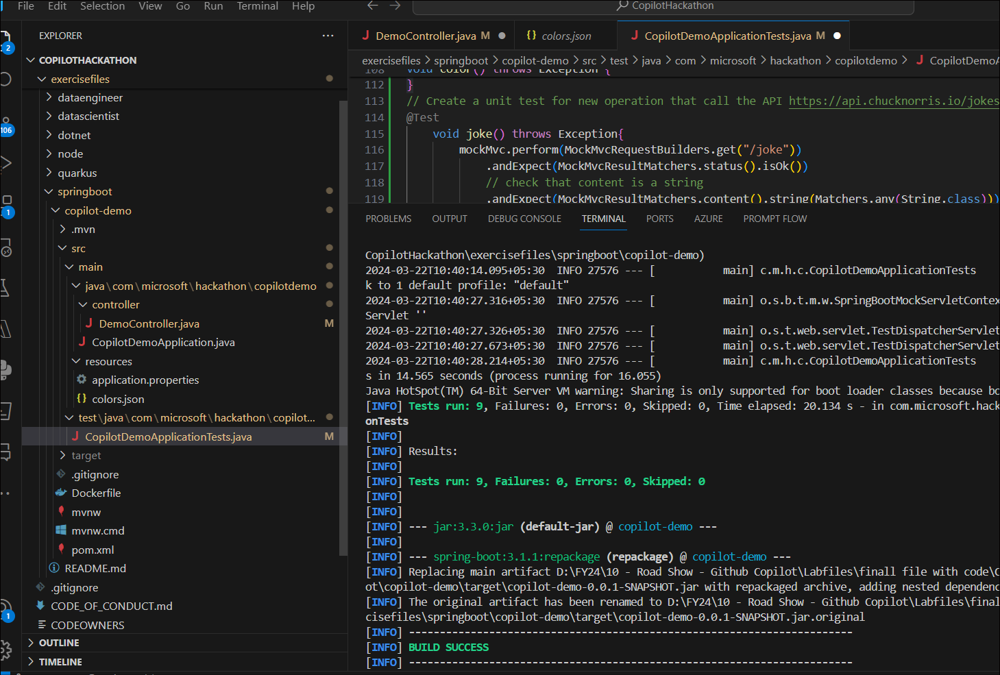 File Edit Selection View Go Run Terminal Help
CopilotHackathon
EXPLORER
2
106
1
1
COPILOTHACKATHON
exercisefiles
dataengineer
datascientist
dotnet
node
quarkus
springboot
copilot-demo
.mvn
src
main
java\com\microsoft\hackathon\copilotdemo
controller
DemoController.java M
CopilotDemoApplication.java
resources
application.properties
{} colors.json
test\java\com\microsoft\hackathon\copilot...
CopilotDemoApplicationTests.java M
target
.gitignore
Dockerfile
mvnw
mvnw.cmd
pom.xml
README.md
.gitignore
CODE_OF_CONDUCT.md
CODEOWNERS
OUTLINE
TIMELINE
DemoController.java M {} colors.json CopilotDemoApplicationTests.java M
exercisefiles > springboot > copilot-demo > src > test > java > com > microsoft > hackathon > copilotdemo > CopilotDemoA
108 void color() throws Exception {
112 }
113 // Create a unit test for new operation that call the API https://api.chucknorris.io/jokes
114 @Test
115 void joke() throws Exception{
116 mockMvc.perform(MockMvcRequestBuilders.get("/joke"))
117 .andExpect(MockMvcResultMatchers.status().isOk())
118 // check that content is a string
119 .andExpect(MockMvcResultMatchers.content().string(Matchers.any(String.class)))
PROBLEMS OUTPUT DEBUG CONSOLE TERMINAL PORTS AZURE PROMPT FLOW
CopilotHackathon\exercisefiles\springboot\copilot-demo)
2024-03-22T10:40:14.095+05:30 INFO 27576 --- [ main] c.m.h.c.CopilotDemoApplicationTests
k to 1 default profile: "default"
2024-03-22T10:40:27.316+05:30 INFO 27576 --- [ main] o.s.b.t.m.w.SpringBootMockServletContex
Servlet ''
2024-03-22T10:40:27.326+05:30 INFO 27576 --- [ main] o.s.t.web.servlet.TestDispatcherServlet
2024-03-22T10:40:27.673+05:30 INFO 27576 --- [ main] o.s.t.web.servlet.TestDispatcherServlet
2024-03-22T10:40:28.214+05:30 INFO 27576 --- [ main] c.m.h.c.CopilotDemoApplicationTests
s in 14.565 seconds (process running for 16.055)
Java HotSpot(TM) 64-Bit Server VM warning: Sharing is only supported for boot loader classes because bo
[INFO] Tests run: 9, Failures: 0, Errors: 0, Skipped: 0, Time elapsed: 20.134 s - in com.microsoft.hack
onTests
[INFO]
[INFO] Results:
[INFO]
[INFO] Tests run: 9, Failures: 0, Errors: 0, Skipped: 0
[INFO]
[INFO]
[INFO] --- jar:3.3.0:jar (default-jar) @ copilot-demo ---
[INFO]
[INFO] --- spring-boot:3.1.1:repackage (repackage) @ copilot-demo ---
[INFO] Replacing main artifact D:\FY24\10 - Road Show - Github Copilot\Labfiles\finall file with code\C
ot\copilot-demo\target\copilot-demo-0.0.1-SNAPSHOT.jar with repackaged archive, adding nested dependenc
[INFO] The original artifact has been renamed to D:\FY24\10 - Road Show - Github Copilot\Labfiles\final
cisefiles\springboot\copilot-demo\target\copilot-demo-0.0.1-SNAPSHOT.jar.original
[INFO] ------------------------------------------------------------------------
[INFO] BUILD SUCCESS
[INFO] ------------------------------------------------------------------------